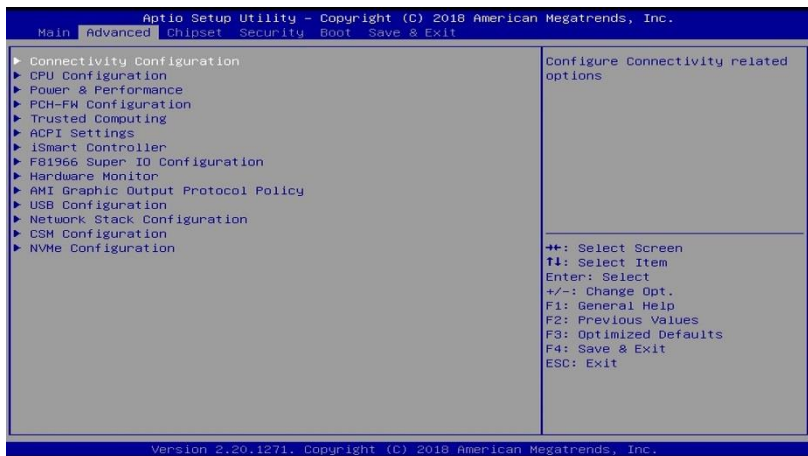 Aptio Setup Utility – Copyright (C) 2018 American Megatrends, Inc.
Main Advanced Chipset Security Boot Save & Exit
▶ Connectivity Configuration
▶ CPU Configuration
▶ Power & Performance
▶ PCH-FW Configuration
▶ Trusted Computing
▶ ACPI Settings
▶ iSmart Controller
▶ F81966 Super IO Configuration
▶ Hardware Monitor
▶ AMI Graphic Output Protocol Policy
▶ USB Configuration
▶ Network Stack Configuration
▶ CSM Configuration
▶ NVMe Configuration
Configure Connectivity related
options
→←: Select Screen
↑↓: Select Item
Enter: Select
+/-: Change Opt.
F1: General Help
F2: Previous Values
F3: Optimized Defaults
F4: Save & Exit
ESC: Exit
Version 2.20.1271. Copyright (C) 2018 American Megatrends, Inc.